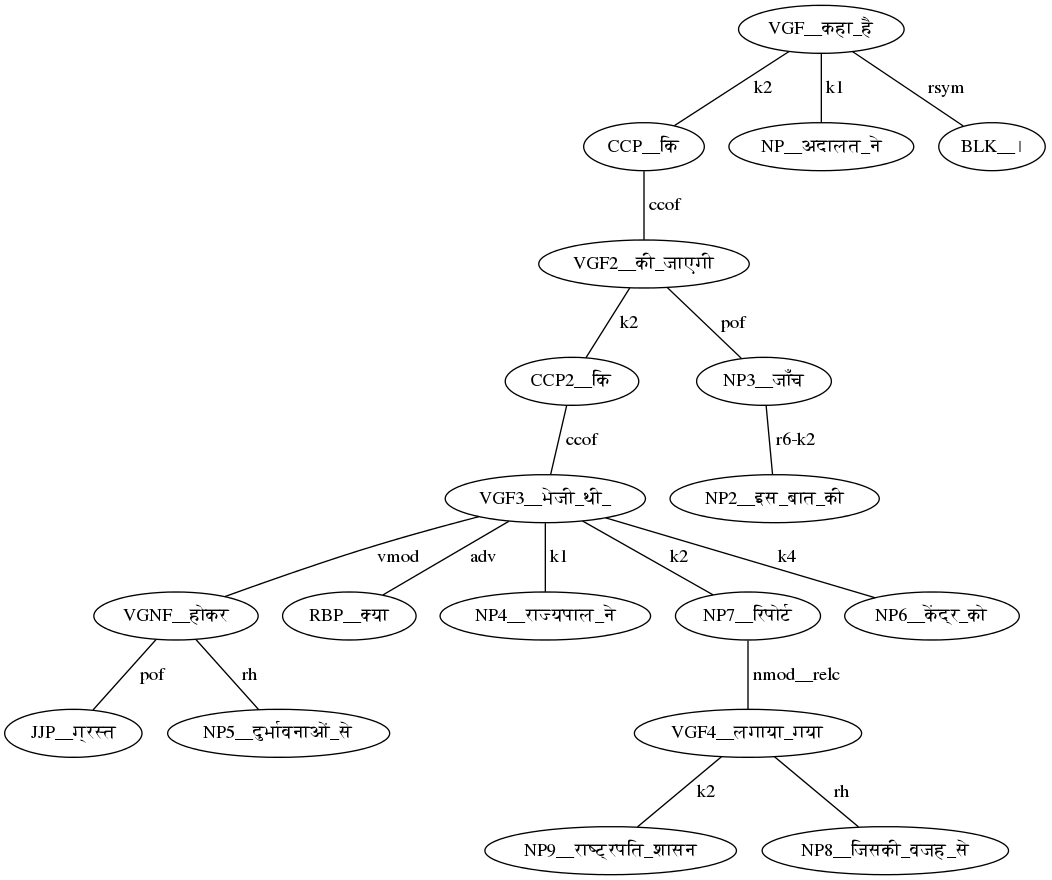 VGF__कहा_है
k2 k1 rsym
CCP__कि NP__अदालत_ने BLK__।
ccof
VGF2__की_जाएगी
k2 pof
CCP2__कि NP3__जाँच
ccof r6-k2
VGF3__भेजी_थी_ NP2__इस_बात_की
vmod adv k1 k2 k4
VGNF__होकर RBP__क्या NP4__राज्यपाल_ने NP7__रिपोर्ट NP6__केंद्र_को
pof rh nmod__relc
JJP__ग्रस्त NP5__दुर्भावनाओं_से VGF4__लगाया_गया
k2 rh
NP9__राष्ट्रपति_शासन NP8__जिसकी_वजह_से